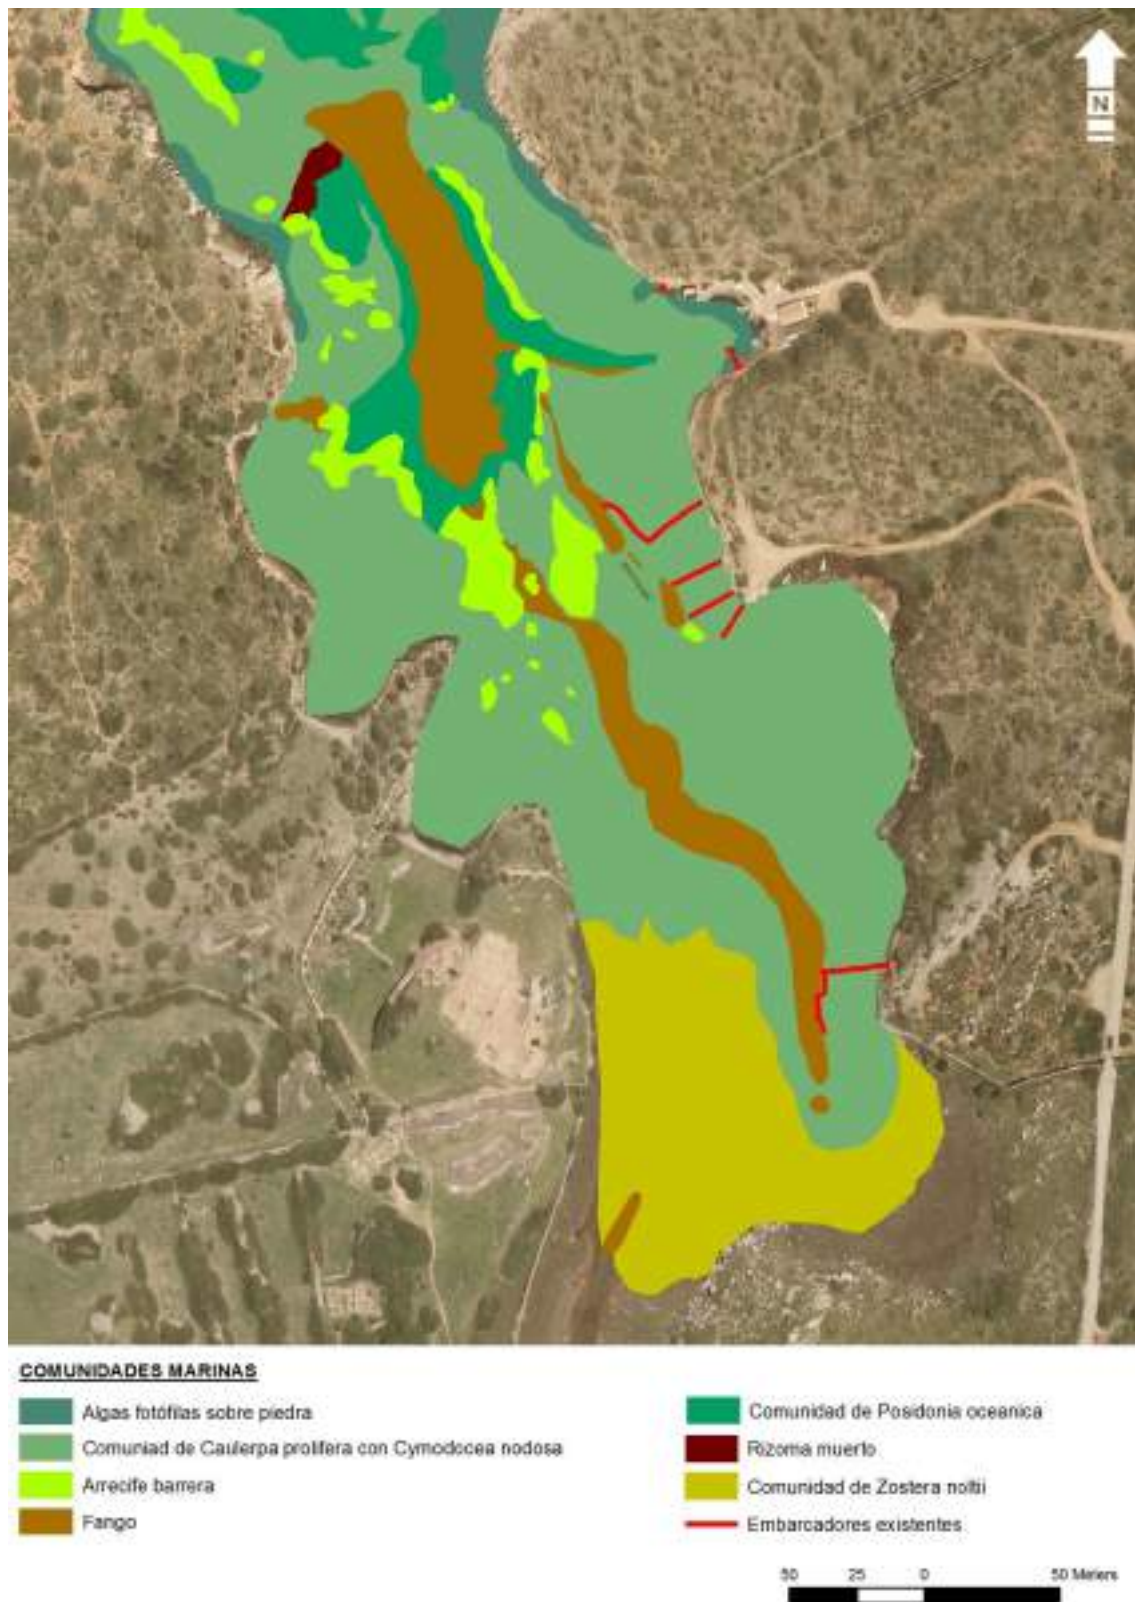 N
COMUNIDADES MARINAS
Algas fotófilas sobre piedra
Comuniad de Caulerpa prolifera con Cymodocea nodosa
Arrecife barrera
Fango
Comunidad de Posidonia oceanica
Rizoma muerto
Comunidad de Zostera noltii
Embarcadores existentes
50 25 0 50 Meters